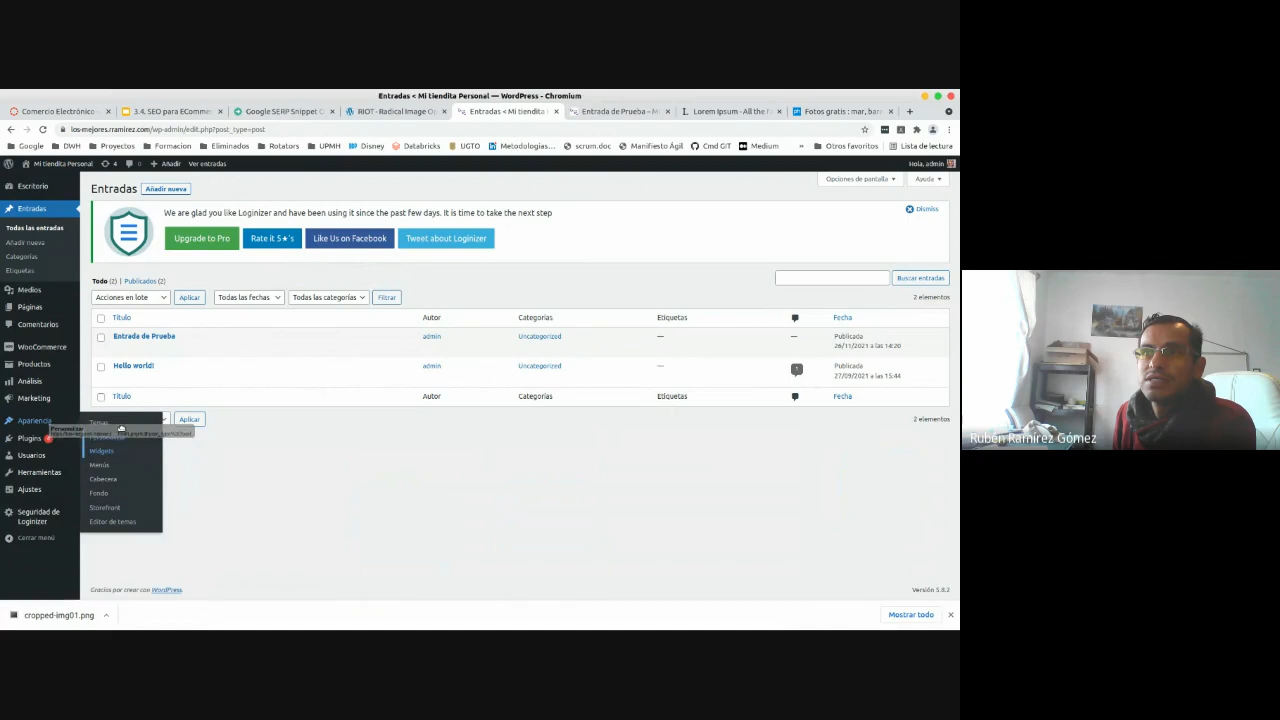 Entradas < Mi tiendita Personal — WordPress - Chromium
Comercio Electrónico
3.4. SEO para ECommer
Google SERP Snippet C
RIOT - Radical Image Op
Entradas < Mi tiendita
Entrada de Prueba – M
Lorem Ipsum - All the f
Fotos gratis : mar, bar
los-mejores.rramirez.com/wp-admin/edit.php?post_type=post
Google DWH Proyectos Formacion Eliminados Rotators UPMH Disney Databricks UGTO Metodologias... scrum.doc Manifiesto Ágil Cmd GIT Medium » Otros favoritos Lista de lectura
Mi tiendita Personal 4 0 Añadir Ver entradas Hola, admin
Opciones de pantalla Ayuda
Escritorio
Entradas
Todas las entradas
Añadir nueva
Categorías
Etiquetas
Medios
Páginas
Comentarios
WooCommerce
Productos
Análisis
Marketing
Apariencia
Plugins
Usuarios
Herramientas
Ajustes
Seguridad de
Loginizer
Cerrar menú
Temas
Personalizar
Widgets
Menús
Cabecera
Fondo
Storefront
Editor de temas
Entradas Añadir nueva
We are glad you like Loginizer and have been using it since the past few days. It is time to take the next step
Dismiss
Upgrade to Pro Rate it 5★'s Like Us on Facebook Tweet about Loginizer
Todo (2) | Publicados (2)
Buscar entradas
Acciones en lote Aplicar Todas las fechas Todas las categorías Filtrar 2 elementos
Título Autor Categorías Etiquetas Fecha
Entrada de Prueba admin Uncategorized — — Publicada
26/11/2021 a las 14:20
Hello world! admin Uncategorized — 1 Publicada
27/09/2021 a las 15:44
Título Autor Categorías Etiquetas Fecha
Aplicar 2 elementos
Gracias por crear con WordPress. Versión 5.8.2
cropped-img01.png Mostrar todo
Rubén Ramírez Gómez